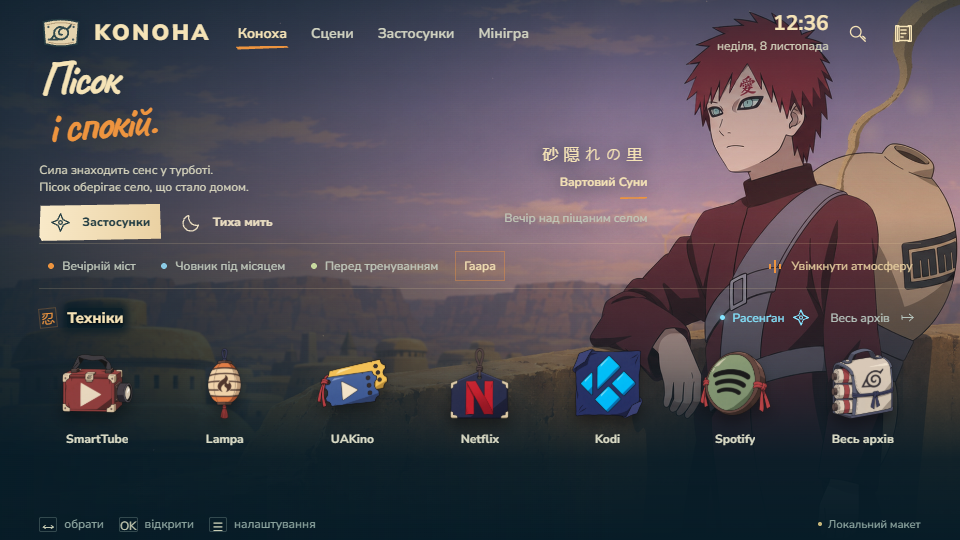 KONOHA
Коноха
Сцени
Застосунки
Мінігра
12:36
неділя, 8 листопада
Пісок
і спокій.
愛
Сила знаходить сенс у турботі.
Пісок оберігає село, що стало домом.
砂隠れの里
Вартовий Суни
Вечір над піщаним селом
Застосунки
Тиха мить
Вечірній міст
Човник під місяцем
Перед тренуванням
Гаара
Увімкнути атмосферу
忍
Техніки
Расенґан
Весь архів
SmartTube
Lampa
UAKino
N
Netflix
Kodi
Spotify
Весь архів
обрати
OK
відкрити
налаштування
Локальний макет